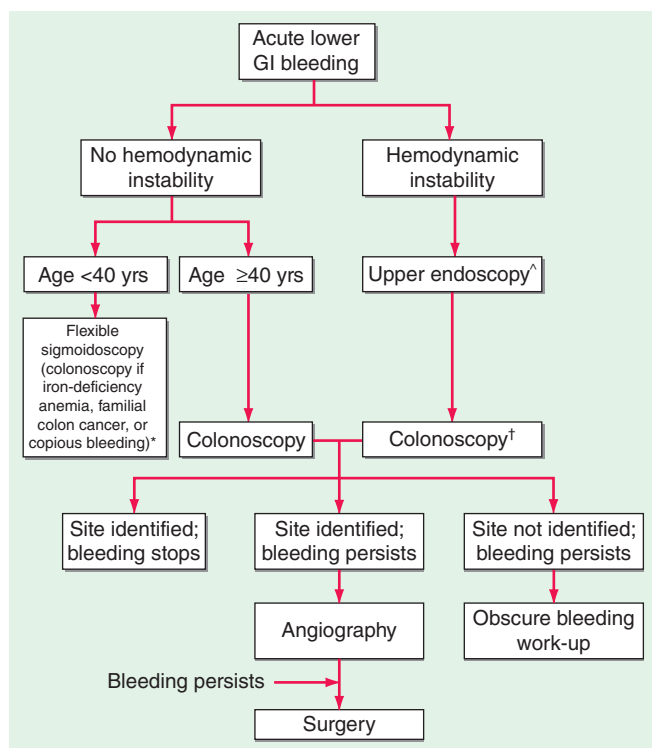 Acute lower
GI bleeding
No hemodynamic
instability
Hemodynamic
instability
Age <40 yrs
Age ≥40 yrs
Upper endoscopy^
Flexible
sigmoidoscopy
(colonoscopy if
iron-deficiency
anemia, familial
colon cancer, or
copious bleeding)*
Colonoscopy
Colonoscopy†
Site identified;
bleeding stops
Site identified;
bleeding persists
Site not identified;
bleeding persists
Angiography
Obscure bleeding
work-up
Bleeding persists
Surgery